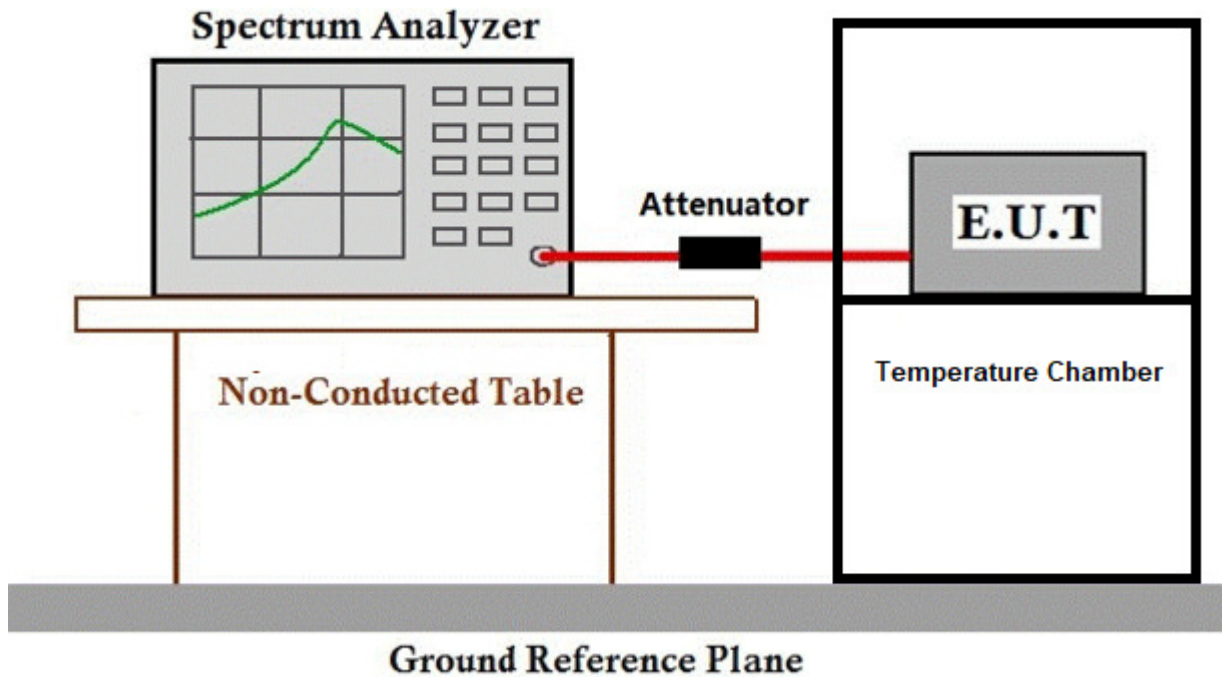 Spectrum Analyzer
Attenuator
E.U.T
Temperature Chamber
Non-Conducted Table
Ground Reference Plane